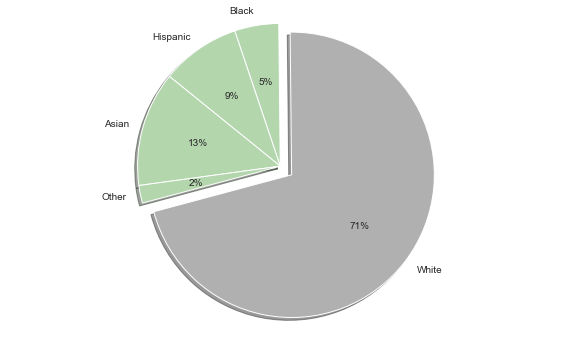 Black
Hispanic
5%
9%
Asian
13%
2%
Other
71%
White